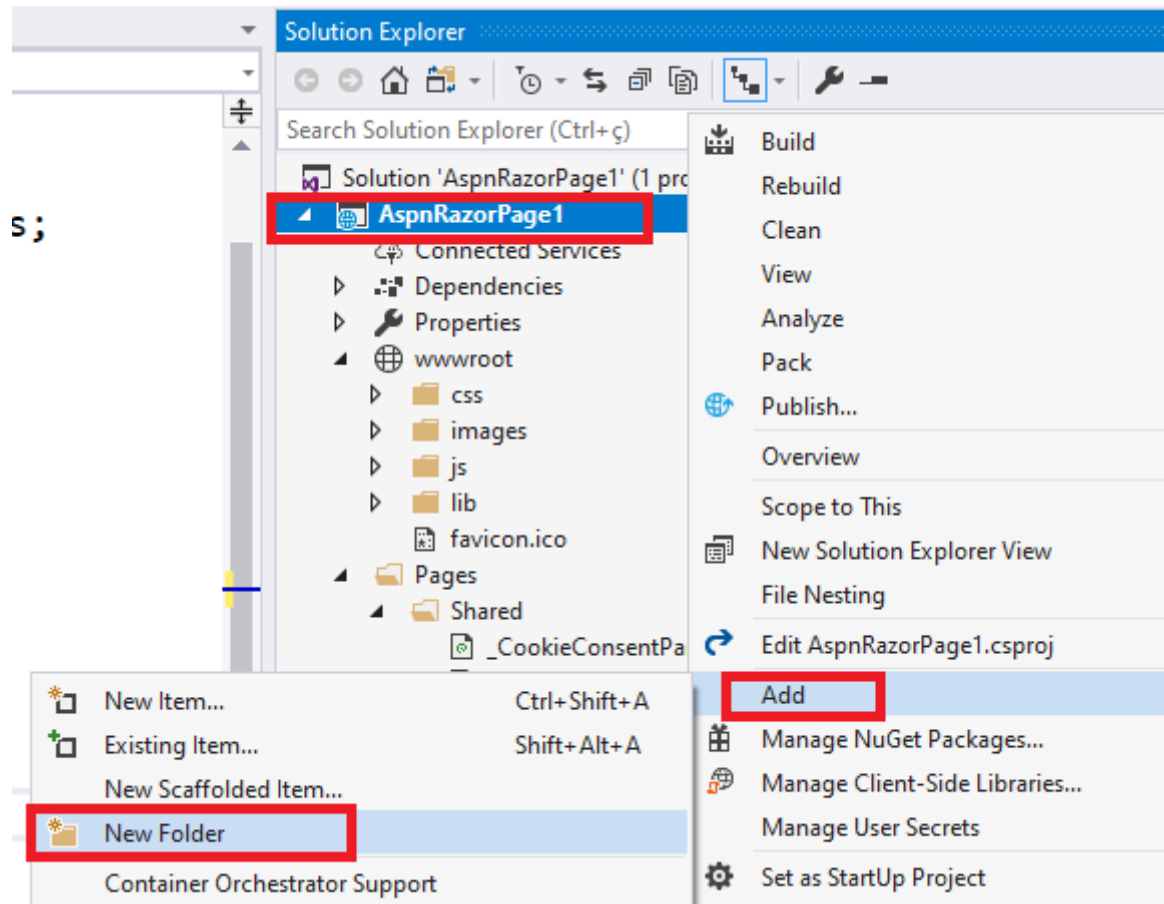 Solution Explorer
Search Solution Explorer (Ctrl+ç)
s;
Solution 'AspnRazorPage1' (1 pro
AspnRazorPage1
Connected Services
Dependencies
Properties
wwwroot
css
images
js
lib
favicon.ico
Pages
Shared
_CookieConsentPa
Build
Rebuild
Clean
View
Analyze
Pack
Publish...
Overview
Scope to This
New Solution Explorer View
File Nesting
Edit AspnRazorPage1.csproj
Add
Manage NuGet Packages...
Manage Client-Side Libraries...
Manage User Secrets
Set as StartUp Project
New Item... Ctrl+Shift+A
Existing Item... Shift+Alt+A
New Scaffolded Item...
New Folder
Container Orchestrator Support